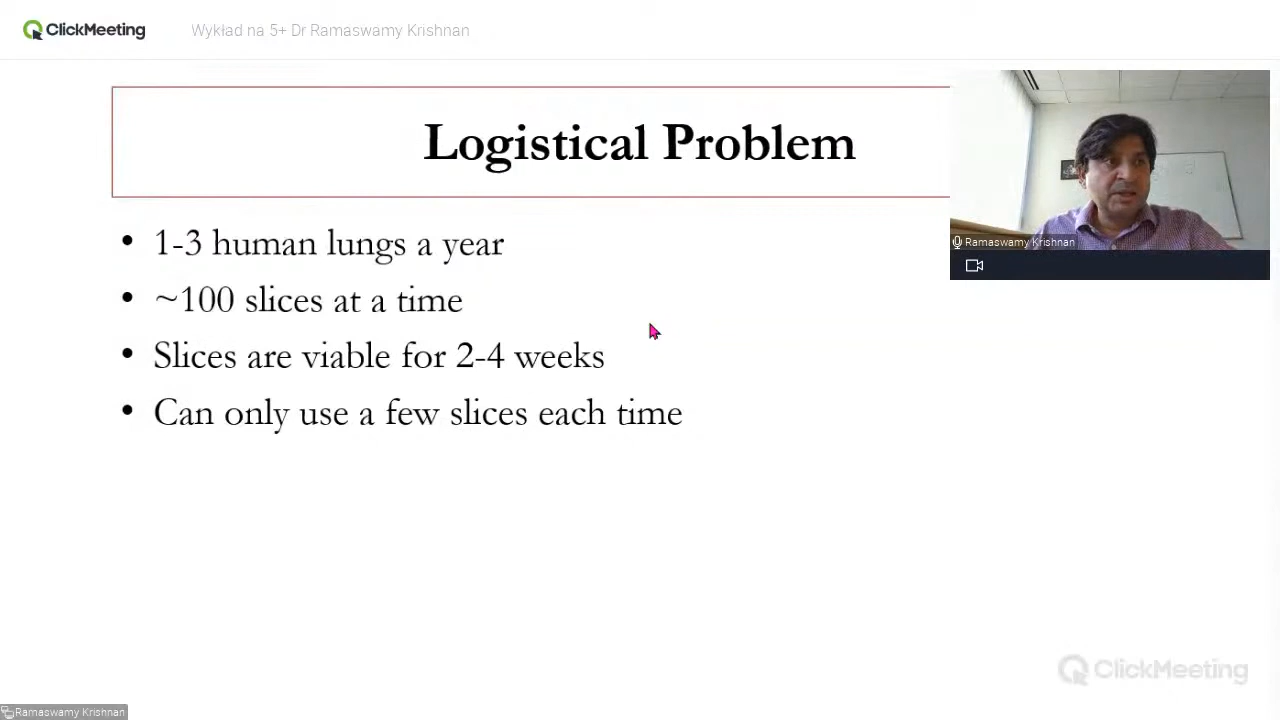 ClickMeeting
Wykład na 5+ Dr Ramaswamy Krishnan
Logistical Problem
• 1-3 human lungs a year
• ~100 slices at a time
• Slices are viable for 2-4 weeks
• Can only use a few slices each time
Ramaswamy Krishnan
ClickMeeting
Ramaswamy Krishnan